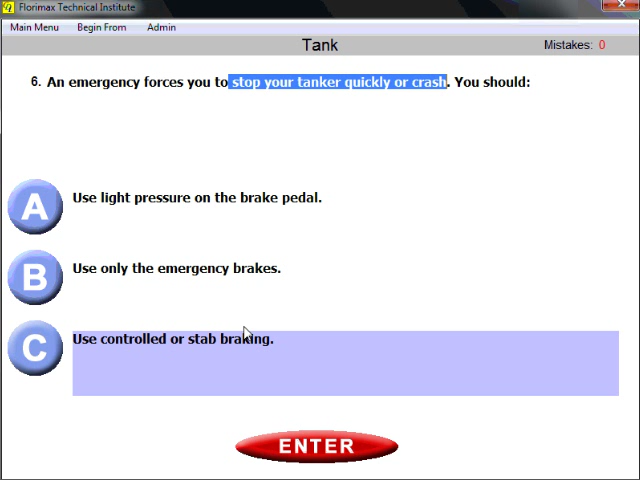 Florimax Technical Institute
Main Menu Begin From Admin
Tank Mistakes: 0
6. An emergency forces you to stop your tanker quickly or crash. You should:
A Use light pressure on the brake pedal.
B Use only the emergency brakes.
C Use controlled or stab braking.
ENTER